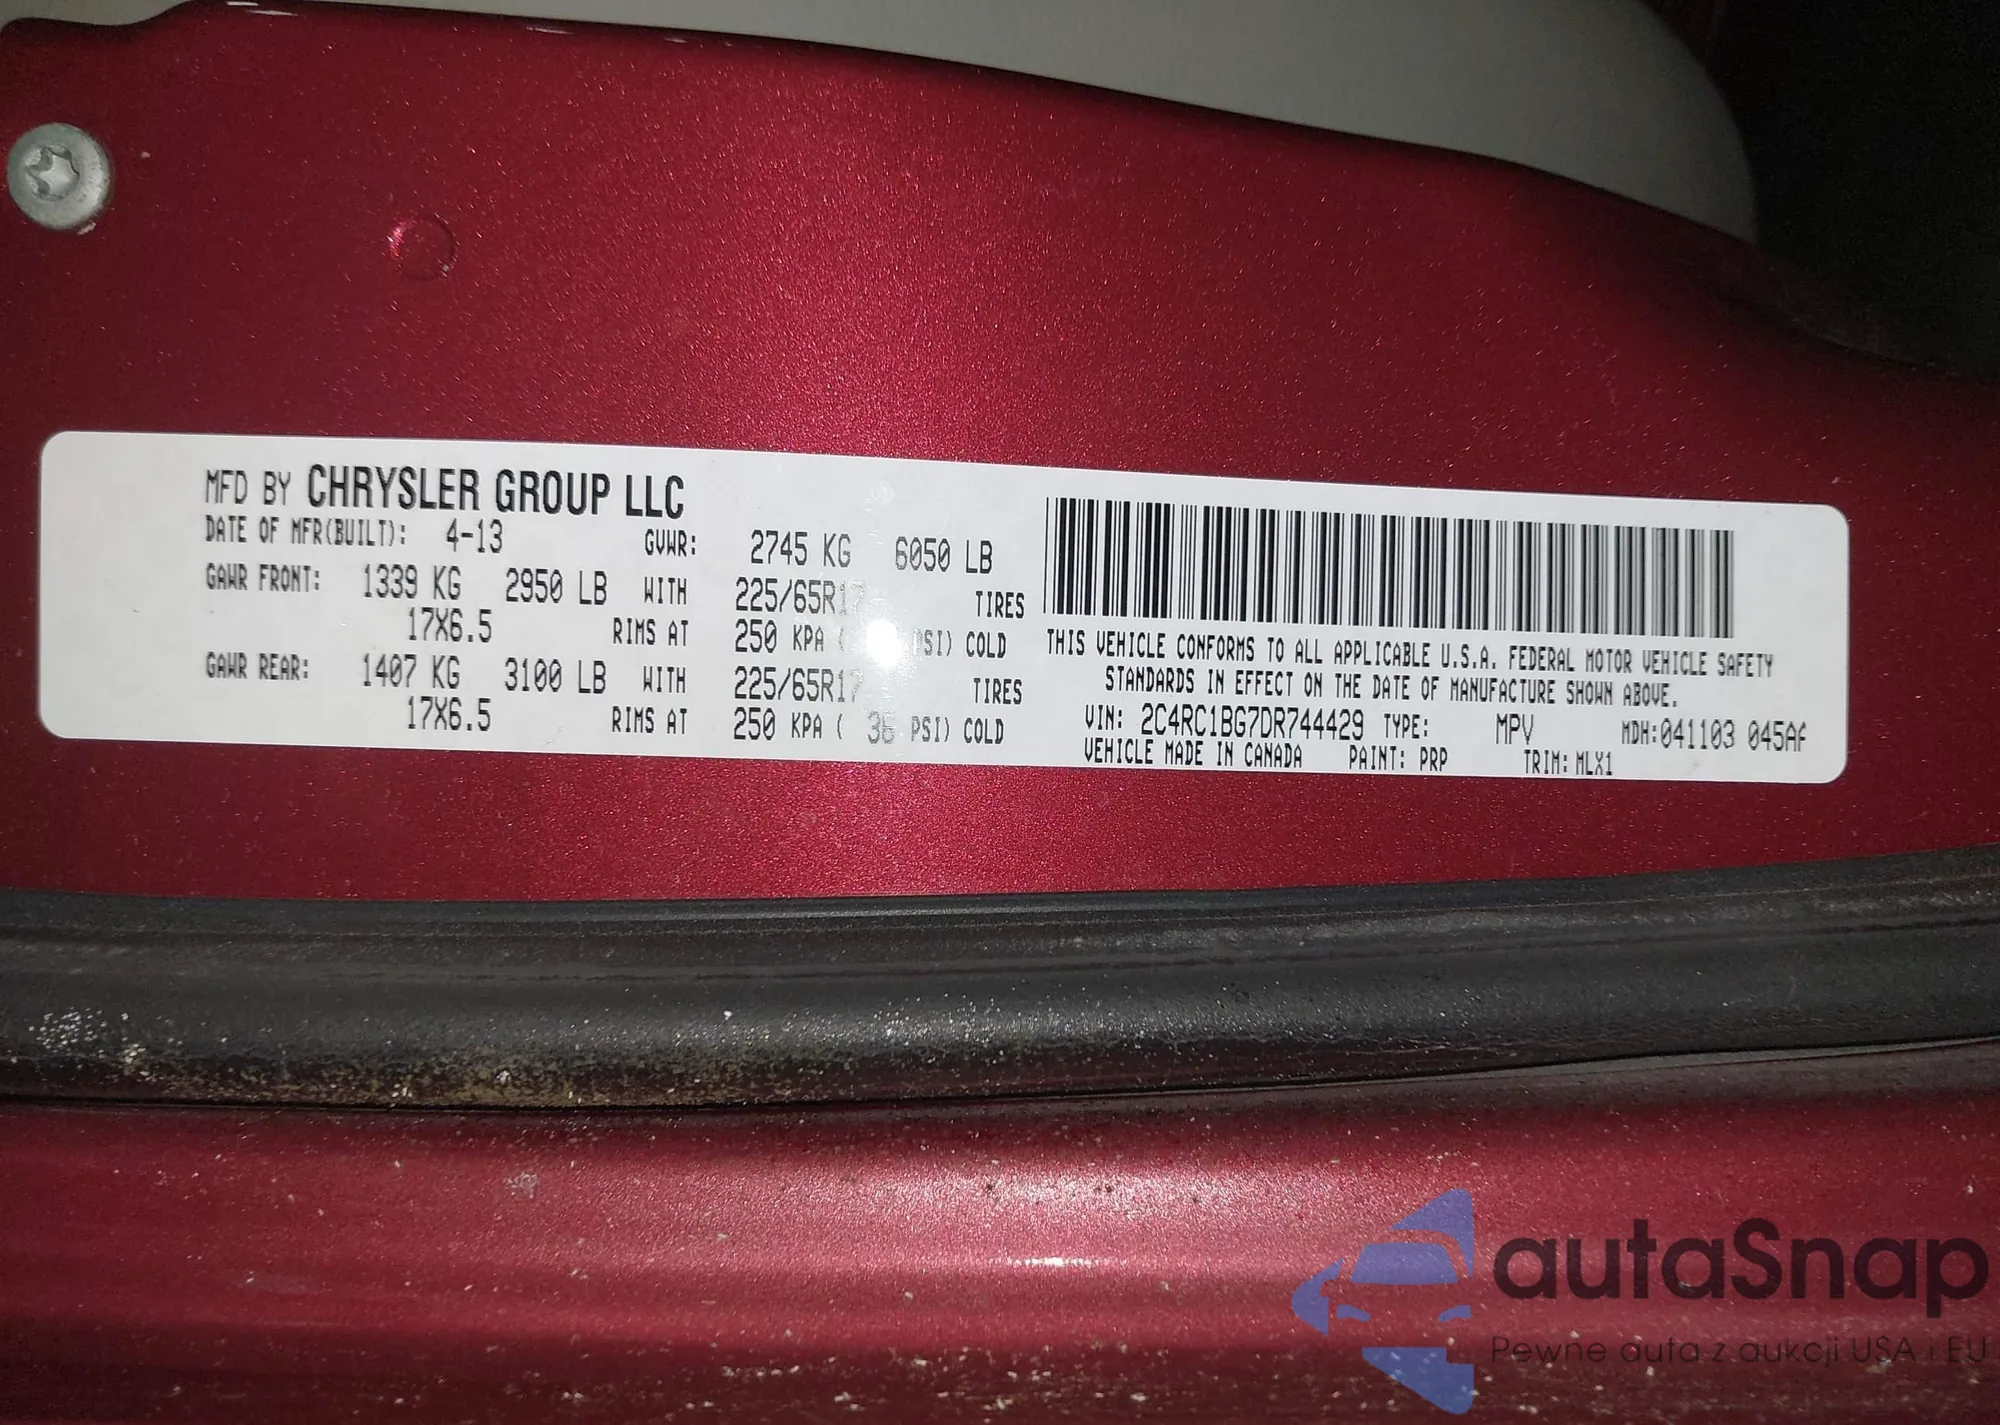 MFD BY CHRYSLER GROUP LLC
DATE OF MFR(BUILT): 4-13 GVWR: 2745 KG 6050 LB
GAWR FRONT: 1339 KG 2950 LB WITH 225/65R17 TIRES
17X6.5 RIMS AT 250 KPA ( PSI) COLD
GAWR REAR: 1407 KG 3100 LB WITH 225/65R17 TIRES
17X6.5 RIMS AT 250 KPA ( 36 PSI) COLD
THIS VEHICLE CONFORMS TO ALL APPLICABLE U.S.A. FEDERAL MOTOR VEHICLE SAFETY
STANDARDS IN EFFECT ON THE DATE OF MANUFACTURE SHOWN ABOVE.
VIN: 2C4RC1BG7DR744429 TYPE: MPV MDH:041103 045AF
VEHICLE MADE IN CANADA PAINT: PRP TRIM: MLX1
autaSnap
Pewne auta z aukcji USA i EU